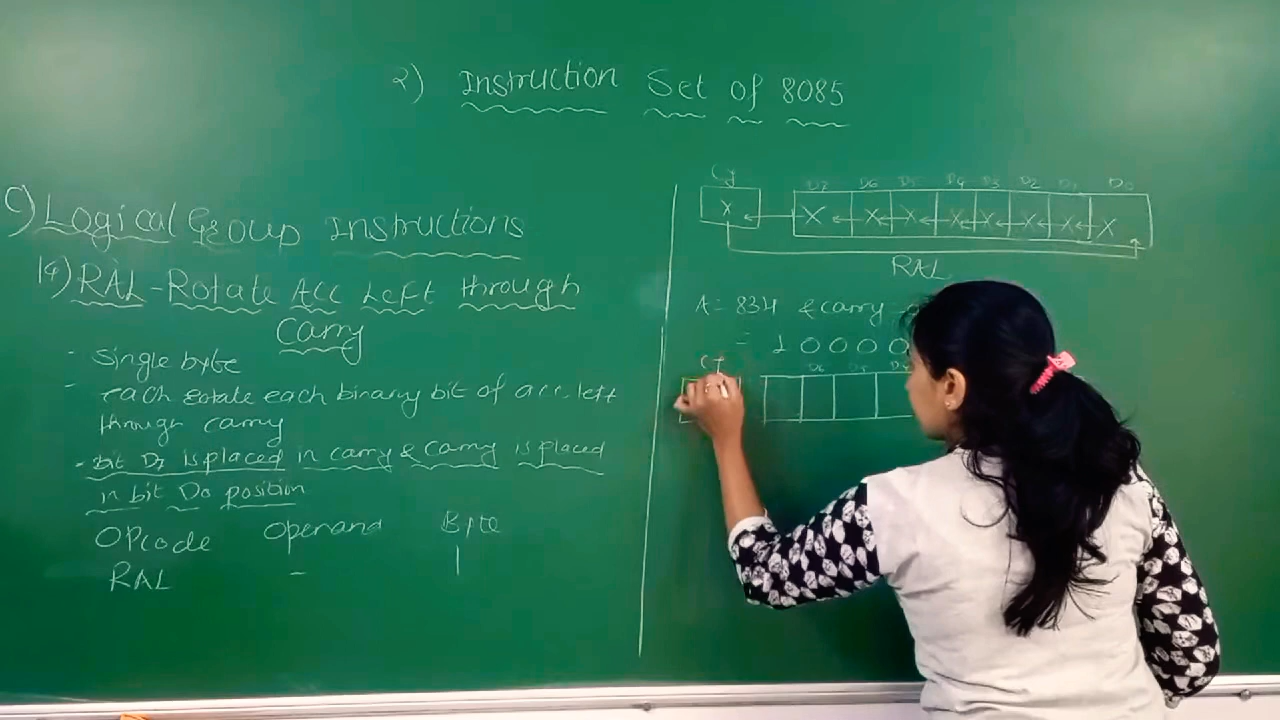 2) Instruction Set of 8085
c) Logical Group Instructions
14) RAL - Rotate Acc Left through
Carry
- Single byte
- each rotate each binary bit of acc. left
through carry
- bit D7 is placed in carry & carry is placed
in bit D0 position
Opcode Operand Byte
RAL - 1
Cy D7 D6 D5 D4 D3 D2 D1 D0
X X X X X X X X X
RAL
A = 83H & carry =
= 1 0 0 0 0
Cy D6 D5